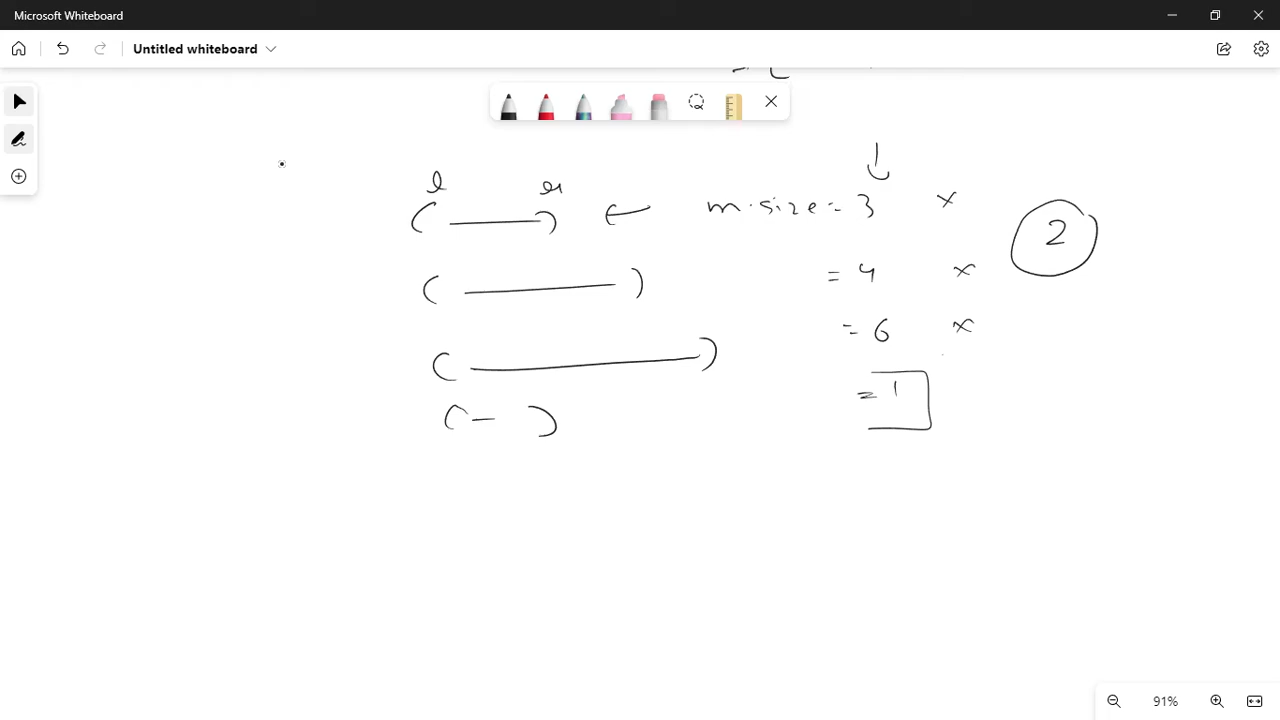 Microsoft Whiteboard
Untitled whiteboard
l r
( — ) ← m.size = 3 x
2
( — ) = 4 x
( — ) = 6 x
( — ) = 1
91%